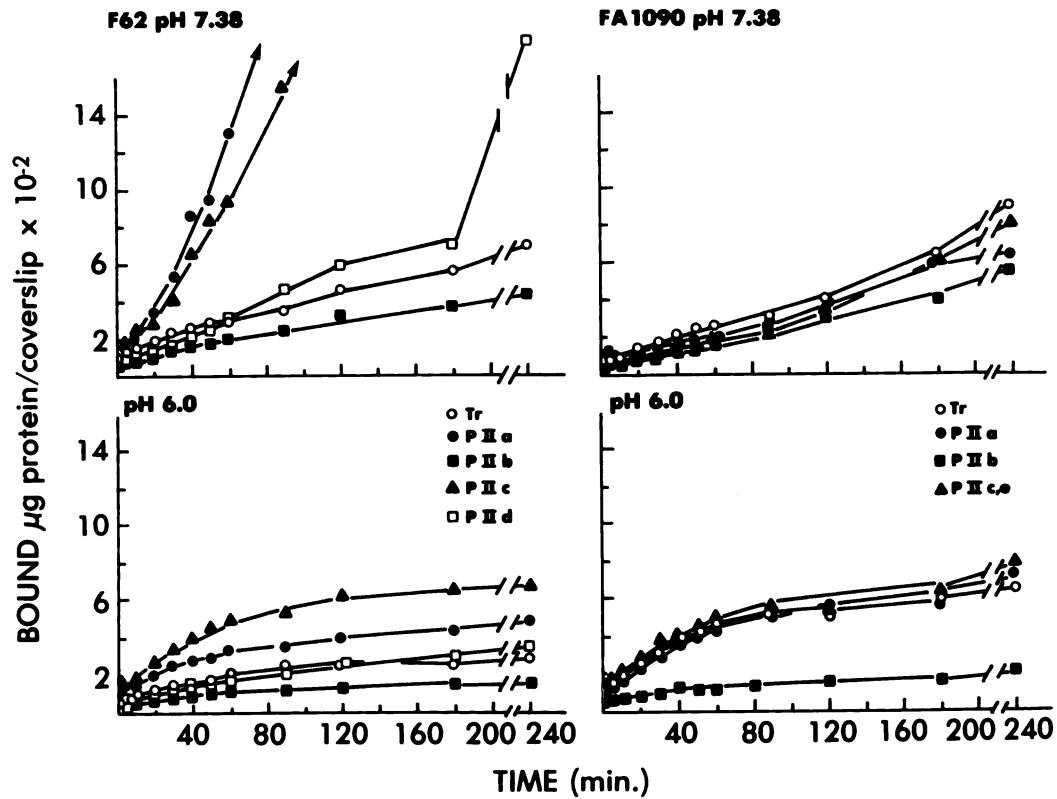 F62 pH 7.38
FA1090 pH 7.38
14
10
6
2
pH 6.0
pH 6.0
14
10
6
2
Tr
P II a
P II b
P II c
P II d
Tr
P II a
P II b
P II c,e
40 80 120 160 200 240
40 80 120 160 200 240
BOUND µg protein/coverslip x 10-2
TIME (min.)